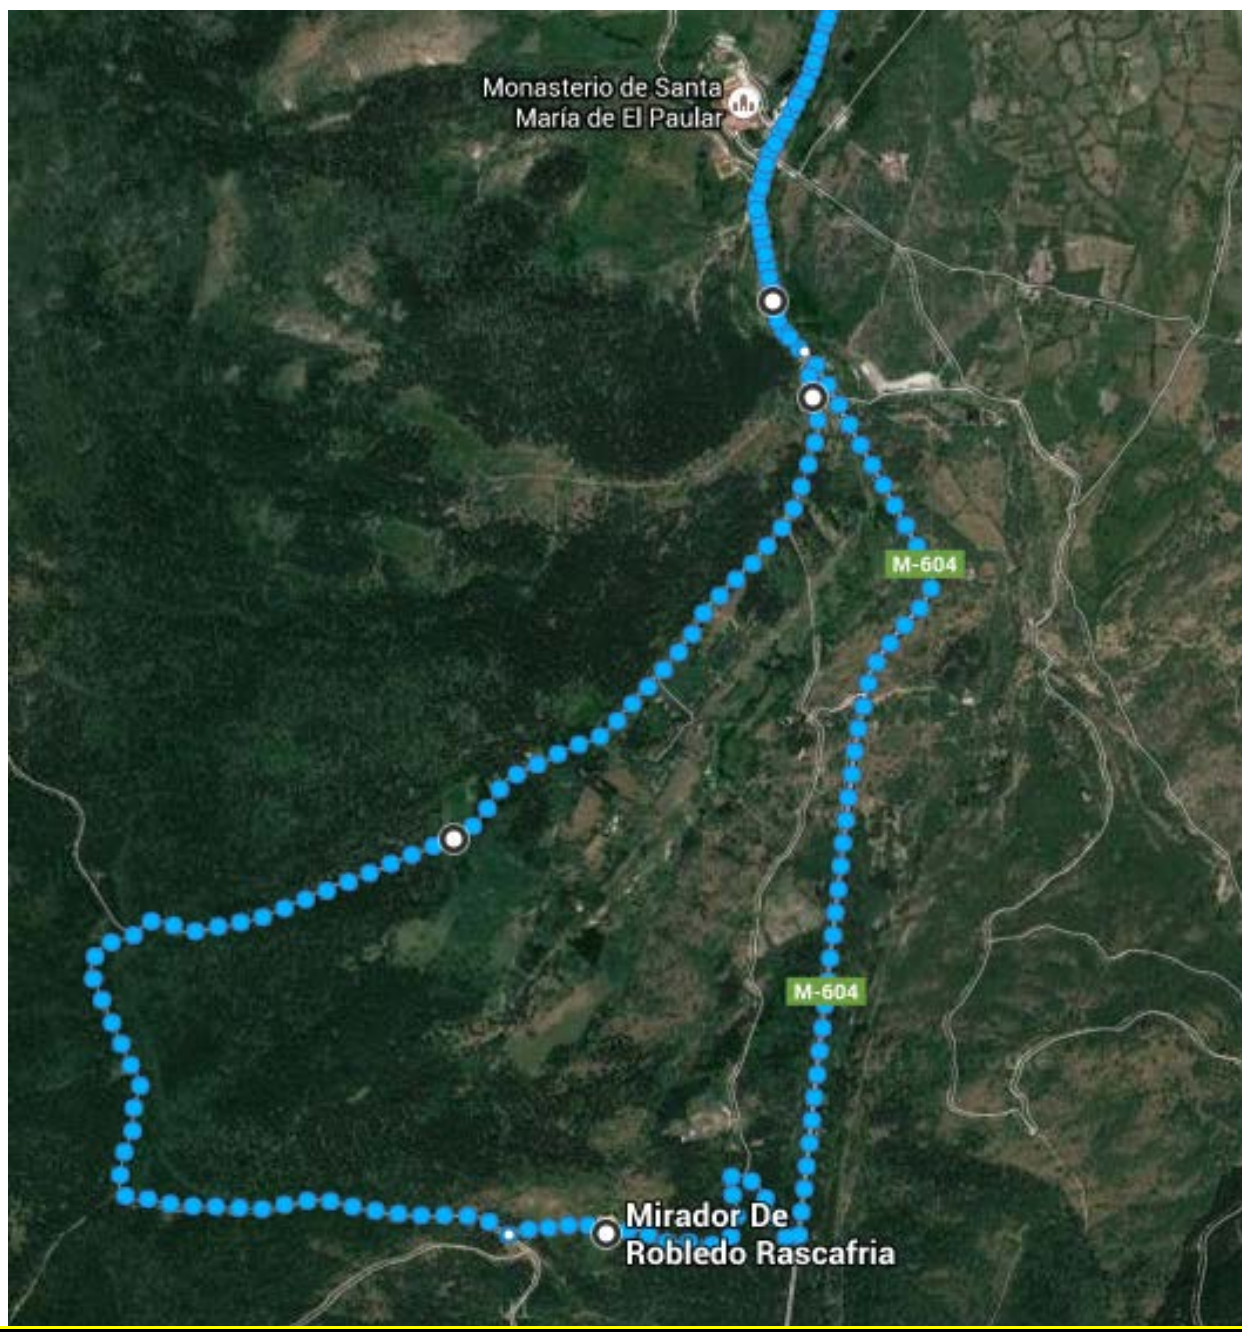 Monasterio de Santa
María de El Paular
M-604
M-604
Mirador De
Robledo Rascafria